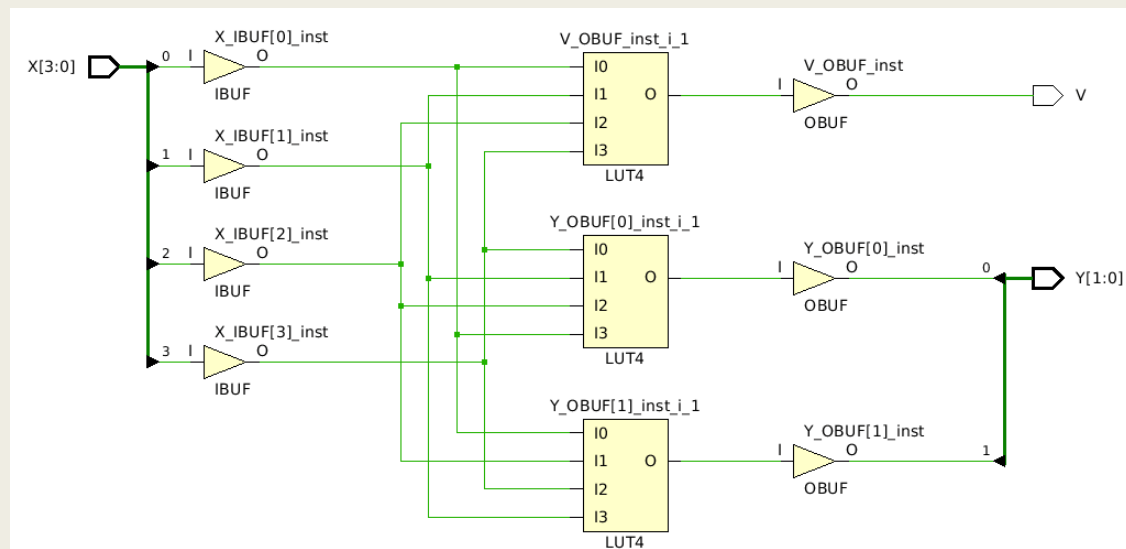 X[3:0]
0
I
X_IBUF[0]_inst
O
IBUF
1
I
X_IBUF[1]_inst
O
IBUF
2
I
X_IBUF[2]_inst
O
IBUF
3
I
X_IBUF[3]_inst
O
IBUF
V_OBUF_inst_i_1
I0
I1
O
I2
I3
LUT4
V_OBUF_inst
I
O
OBUF
V
Y_OBUF[0]_inst_i_1
I0
I1
O
I2
I3
LUT4
Y_OBUF[0]_inst
I
O
OBUF
0
Y[1:0]
Y_OBUF[1]_inst_i_1
I0
I1
O
I2
I3
LUT4
Y_OBUF[1]_inst
I
O
OBUF
1